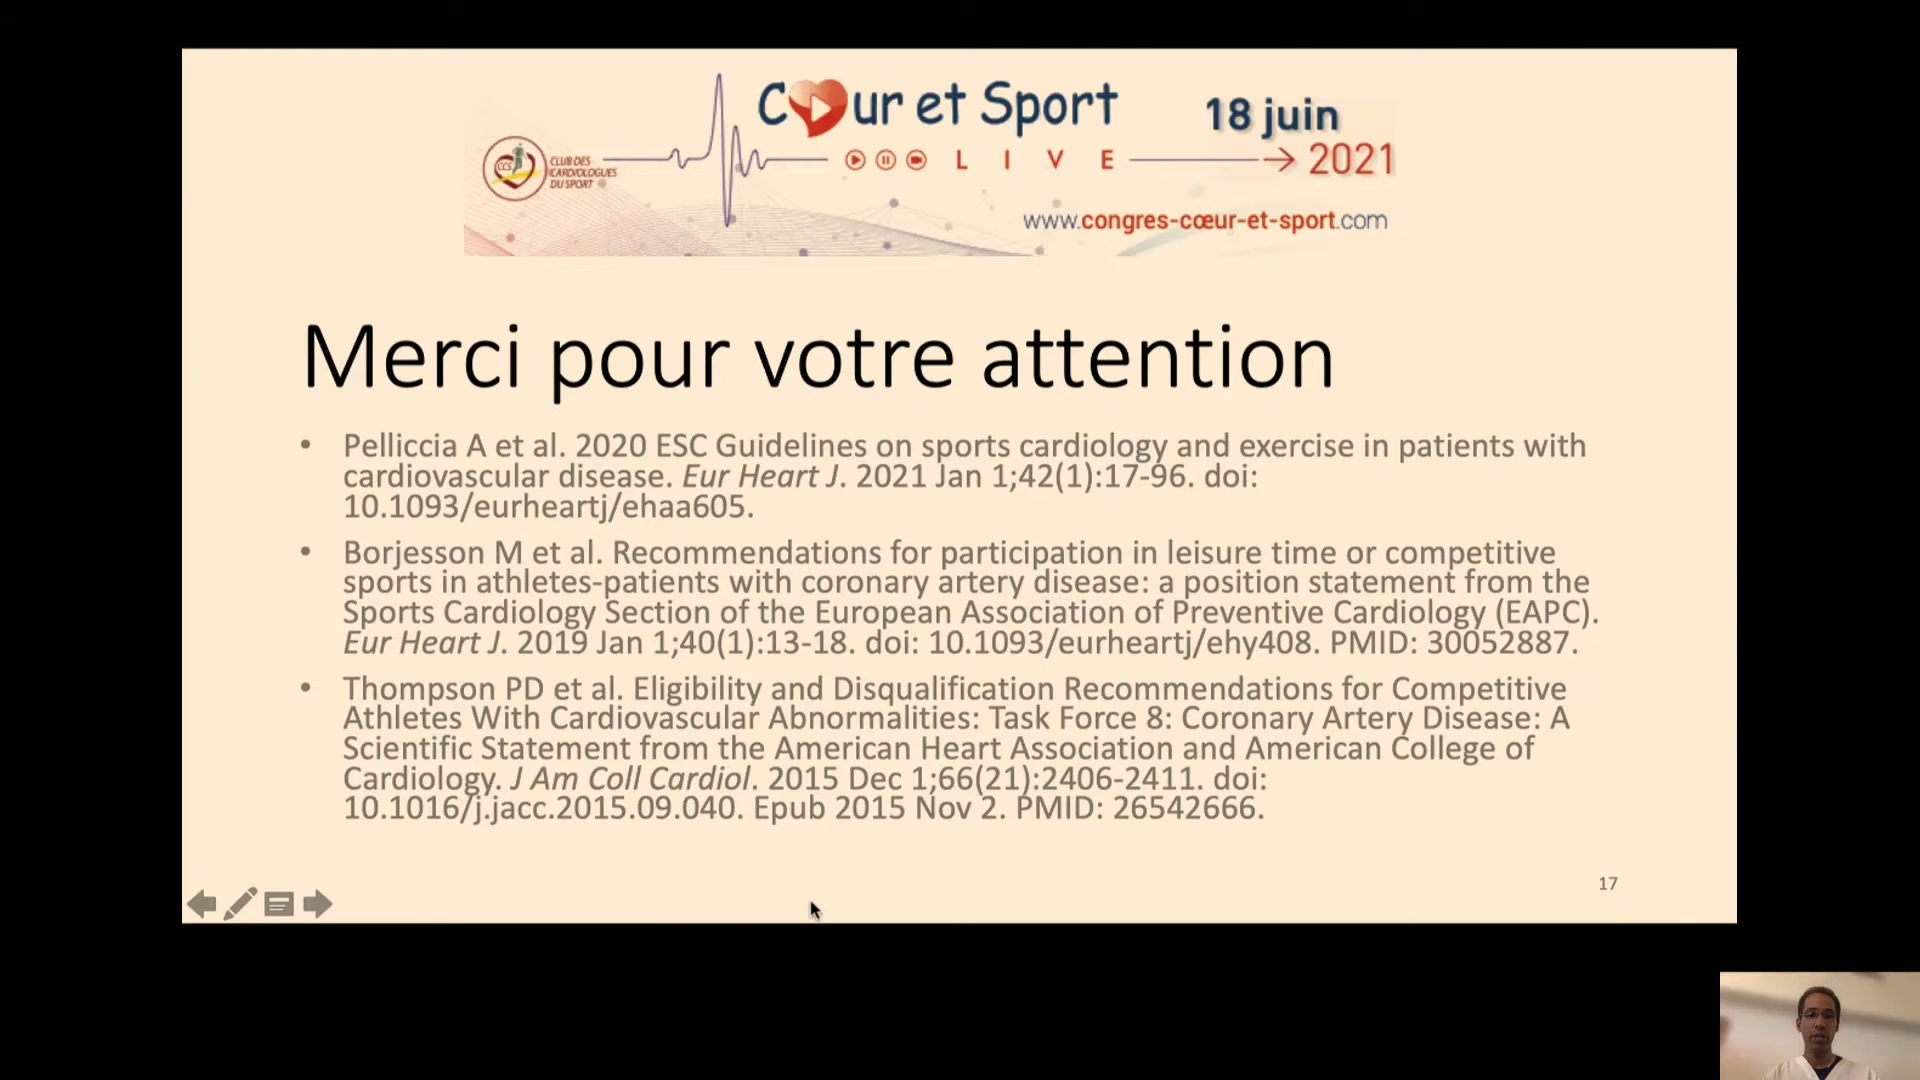 Cœur et Sport
18 juin
CLUB DES
CARDIOLOGUES
DU SPORT
CCS
LIVE
2021
www.congres-cœur-et-sport.com
Merci pour votre attention
• Pelliccia A et al. 2020 ESC Guidelines on sports cardiology and exercise in patients with
cardiovascular disease. Eur Heart J. 2021 Jan 1;42(1):17-96. doi:
10.1093/eurheartj/ehaa605.
• Borjesson M et al. Recommendations for participation in leisure time or competitive
sports in athletes-patients with coronary artery disease: a position statement from the
Sports Cardiology Section of the European Association of Preventive Cardiology (EAPC).
Eur Heart J. 2019 Jan 1;40(1):13-18. doi: 10.1093/eurheartj/ehy408. PMID: 30052887.
• Thompson PD et al. Eligibility and Disqualification Recommendations for Competitive
Athletes With Cardiovascular Abnormalities: Task Force 8: Coronary Artery Disease: A
Scientific Statement from the American Heart Association and American College of
Cardiology. J Am Coll Cardiol. 2015 Dec 1;66(21):2406-2411. doi:
10.1016/j.jacc.2015.09.040. Epub 2015 Nov 2. PMID: 26542666.
17